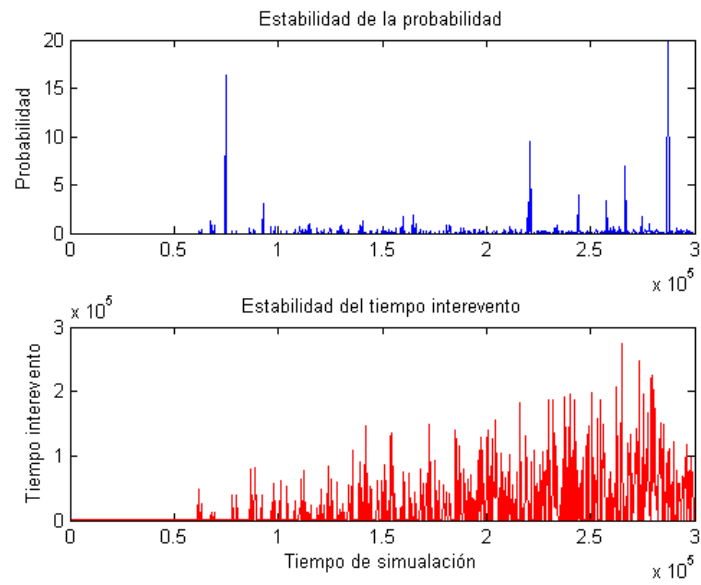 Estabilidad de la probabilidad
20
15
10
5
0
Probabilidad
0 0.5 1 1.5 2 2.5 3
x 10^5
Estabilidad del tiempo interevento
x 10^5
3
2
1
0
Tiempo interevento
0 0.5 1 1.5 2 2.5 3
Tiempo de simualación
x 10^5